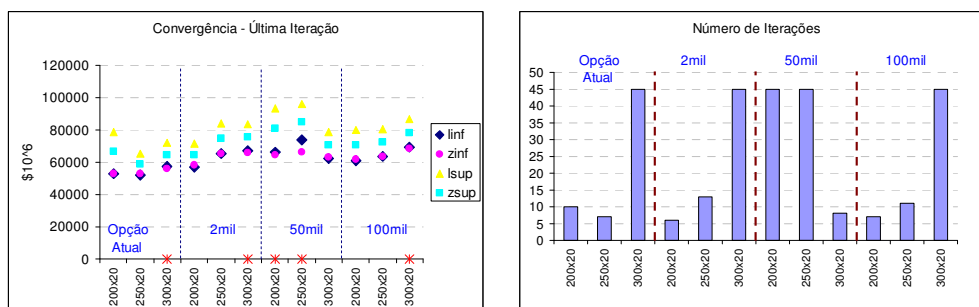 Convergência - Última Iteração
$10^6
120000
100000
80000
60000
40000
20000
0
Opção Atual
2mil
50mil
100mil
200x20
250x20
300x20
200x20
250x20
300x20
200x20
250x20
300x20
200x20
250x20
300x20
linf
zinf
lsup
zsup
Número de Iterações
Opção Atual
2mil
50mil
100mil
50
45
40
35
30
25
20
15
10
5
0
200x20
250x20
300x20
200x20
250x20
300x20
200x20
250x20
300x20
200x20
250x20
300x20